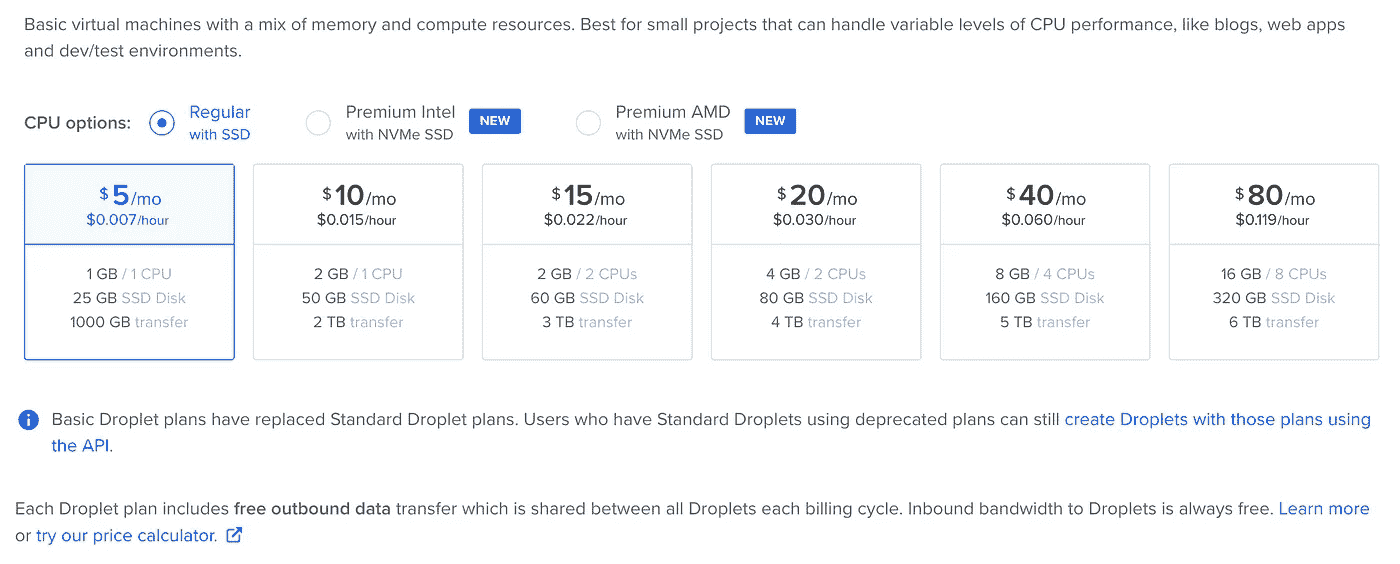 Basic virtual machines with a mix of memory and compute resources. Best for small projects that can handle variable levels of CPU performance, like blogs, web apps
and dev/test environments.
CPU options:
Regular
with SSD
Premium Intel
with NVMe SSD
NEW
Premium AMD
with NVMe SSD
NEW
$5/mo
$0.007/hour
1 GB / 1 CPU
25 GB SSD Disk
1000 GB transfer
$10/mo
$0.015/hour
2 GB / 1 CPU
50 GB SSD Disk
2 TB transfer
$15/mo
$0.022/hour
2 GB / 2 CPUs
60 GB SSD Disk
3 TB transfer
$20/mo
$0.030/hour
4 GB / 2 CPUs
80 GB SSD Disk
4 TB transfer
$40/mo
$0.060/hour
8 GB / 4 CPUs
160 GB SSD Disk
5 TB transfer
$80/mo
$0.119/hour
16 GB / 8 CPUs
320 GB SSD Disk
6 TB transfer
Basic Droplet plans have replaced Standard Droplet plans. Users who have Standard Droplets using deprecated plans can still create Droplets with those plans using
the API.
Each Droplet plan includes free outbound data transfer which is shared between all Droplets each billing cycle. Inbound bandwidth to Droplets is always free. Learn more
or try our price calculator.